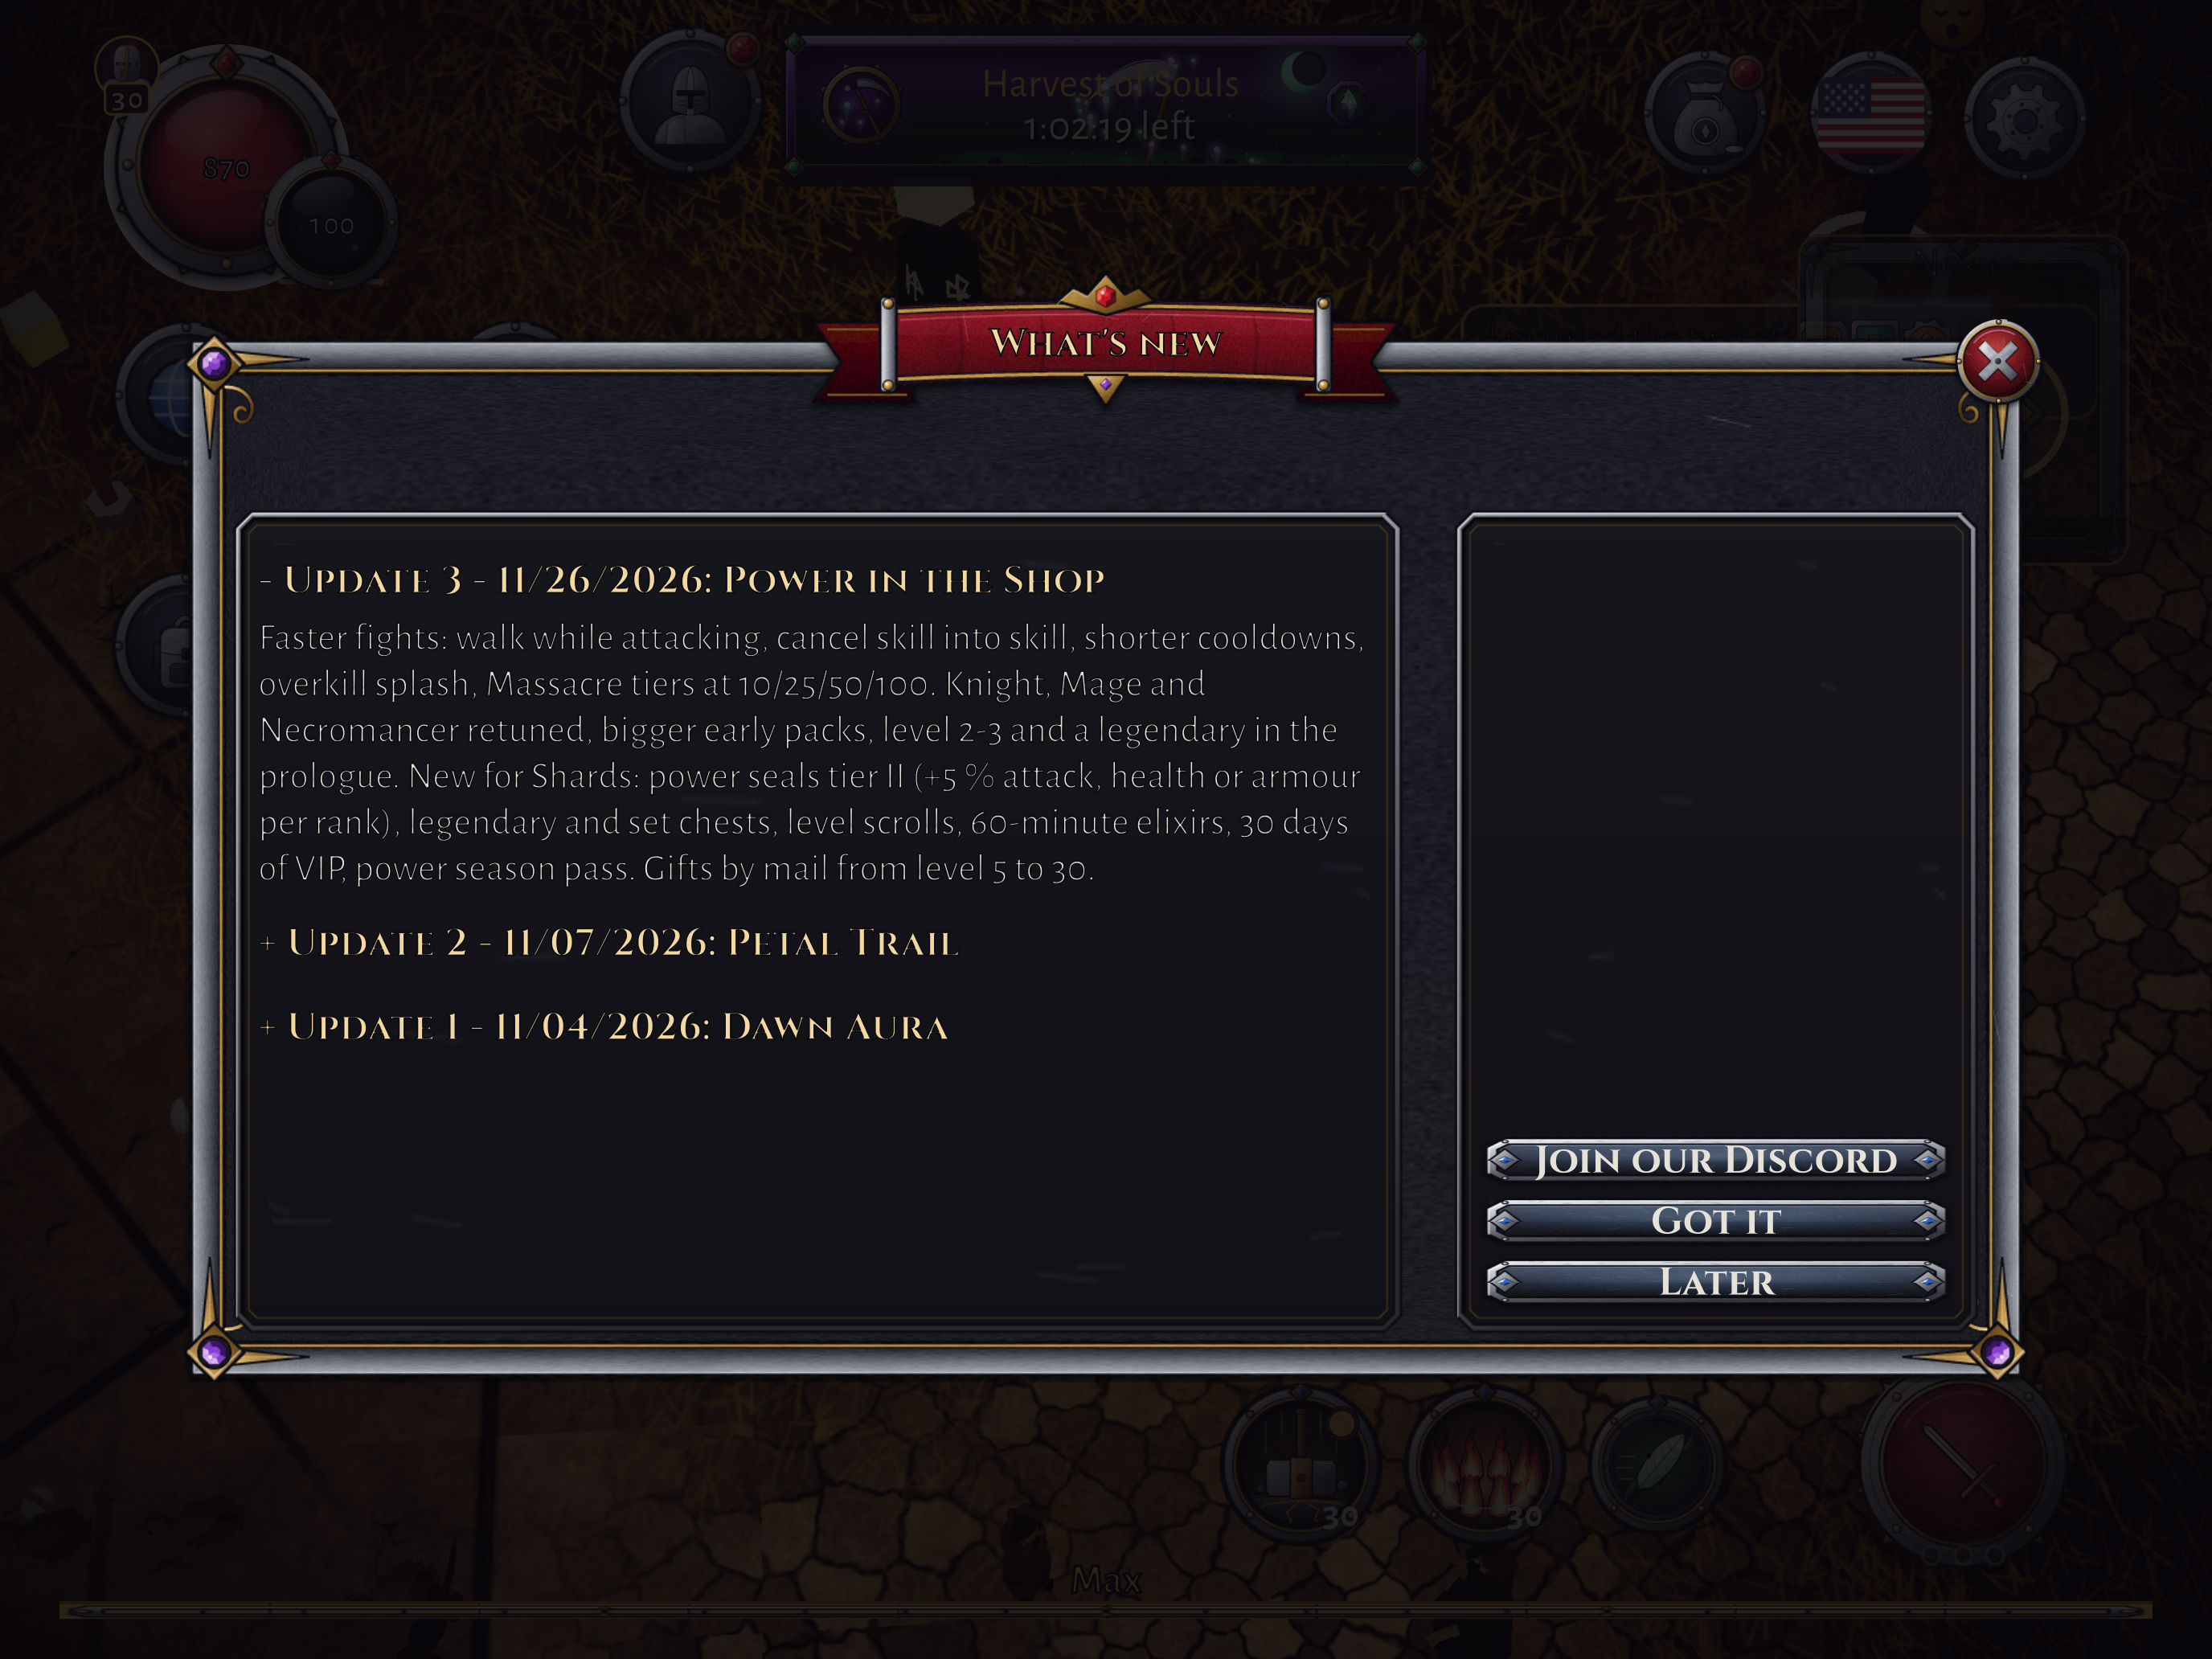 30
870
100
Harvest of Souls
1:02:19 left
What's new
- Update 3 - 11/26/2026: Power in the Shop
Faster fights: walk while attacking, cancel skill into skill, shorter cooldowns,
overkill splash, Massacre tiers at 10/25/50/100. Knight, Mage and
Necromancer retuned, bigger early packs, level 2-3 and a legendary in the
prologue. New for Shards: power seals tier II (+5 % attack, health or armour
per rank), legendary and set chests, level scrolls, 60-minute elixirs, 30 days
of VIP, power season pass. Gifts by mail from level 5 to 30.
+ Update 2 - 11/07/2026: Petal Trail
+ Update 1 - 11/04/2026: Dawn Aura
Join our Discord
Got it
Later
30
30
Max